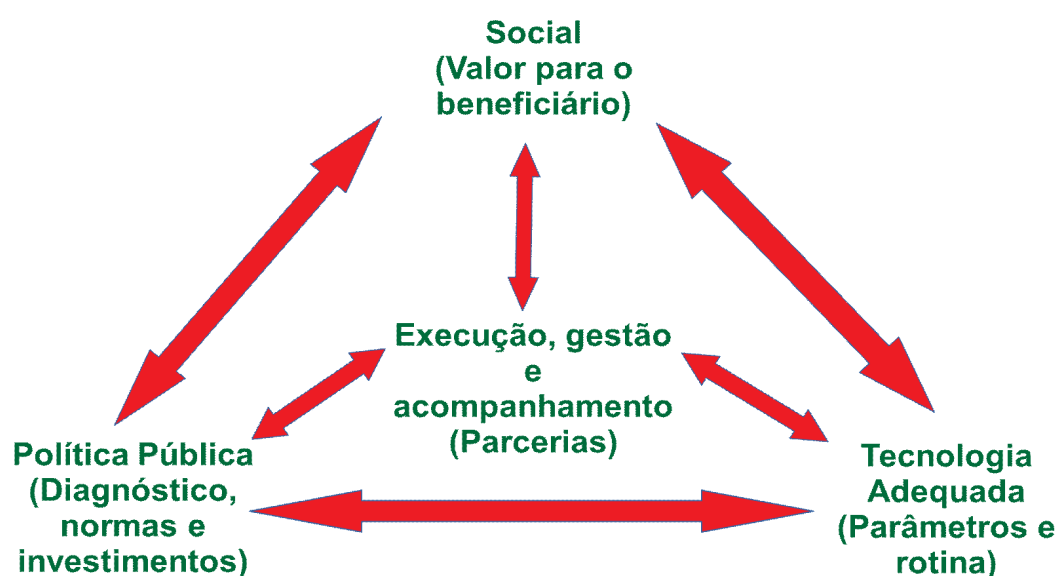 Social
(Valor para o
beneficiário)
Execução, gestão
e
acompanhamento
(Parcerias)
Política Pública
(Diagnóstico,
normas e
investimentos)
Tecnologia
Adequada
(Parâmetros e
rotina)